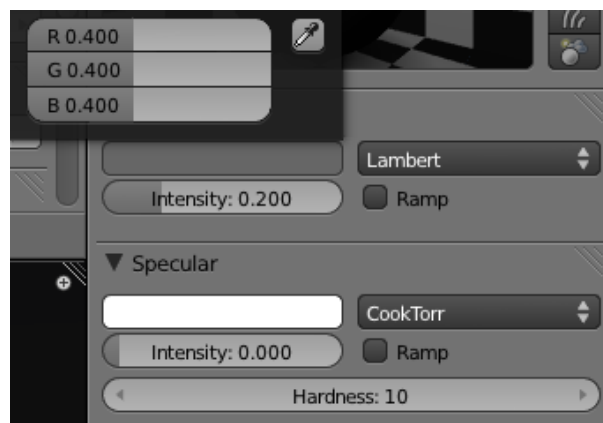 R 0.400
G 0.400
B 0.400
Lambert
Intensity: 0.200
Ramp
Specular
CookTorr
Intensity: 0.000
Ramp
Hardness: 10